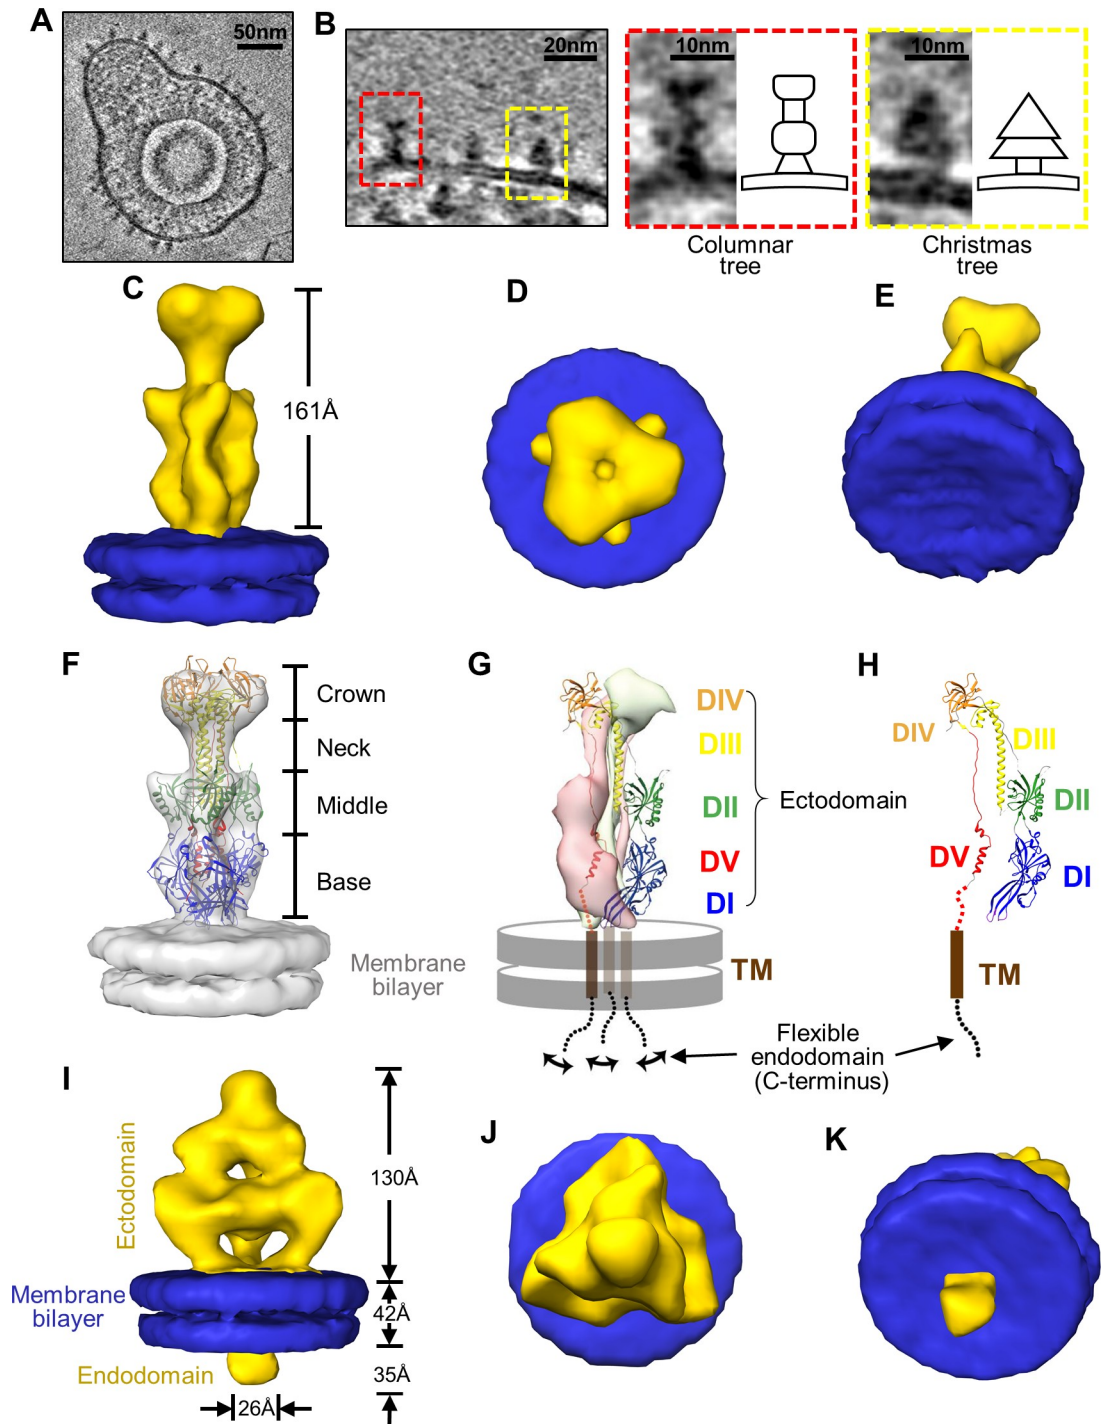 A
50nm
B
20nm
10nm
10nm
Columnar
tree
Christmas
tree
C
161Å
D
E
F
Crown
Neck
Middle
Base
Membrane
bilayer
G
DIV
DIII
DII
DV
DI
Ectodomain
TM
H
DIV
DIII
DII
DV
DI
TM
Flexible
endodomain
(C-terminus)
I
Ectodomain
130Å
Membrane
bilayer
42Å
Endodomain
35Å
26Å
J
K